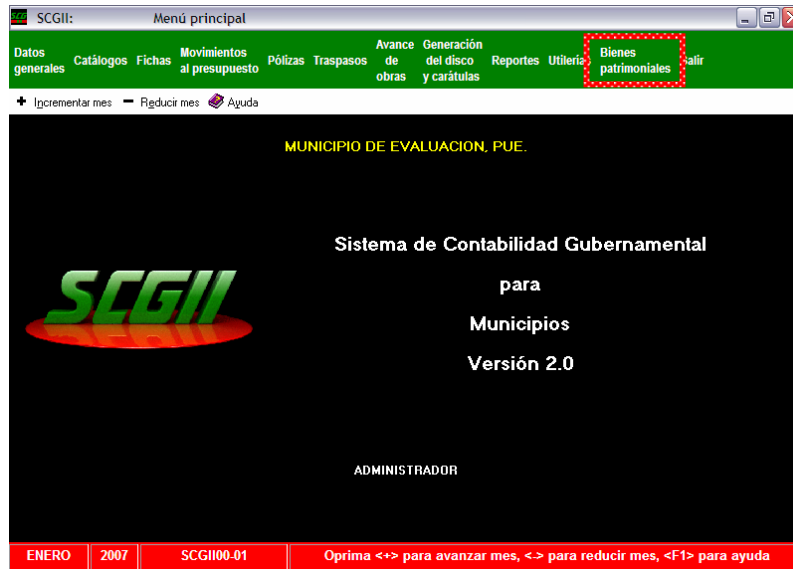 SCGII: Menú principal
Datos generales Catálogos Fichas Movimientos al presupuesto Pólizas Traspasos Avance de obras Generación del disco y carátulas Reportes Utilería Bienes patrimoniales alir
Incrementar mes Reducir mes Ayuda
MUNICIPIO DE EVALUACION, PUE.
Sistema de Contabilidad Gubernamental
para
SCGII
Municipios
Versión 2.0
ADMINISTRADOR
ENERO 2007 SCGII00-01 Oprima <+> para avanzar mes, <-> para reducir mes, <F1> para ayuda